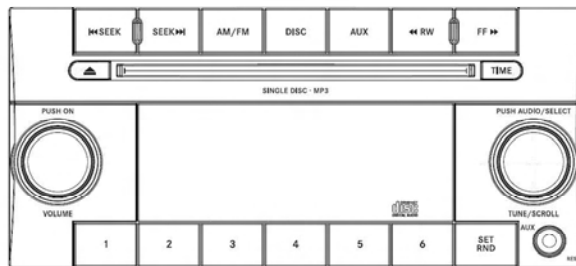 ⏮SEEK SEEK⏭ AM/FM DISC AUX ◀◀ RW FF ▶▶
TIME
SINGLE DISC · MP3
PUSH ON PUSH AUDIO/SELECT
disc
VOLUME TUNE/SCROLL
1 2 3 4 5 6 SET RND AUX